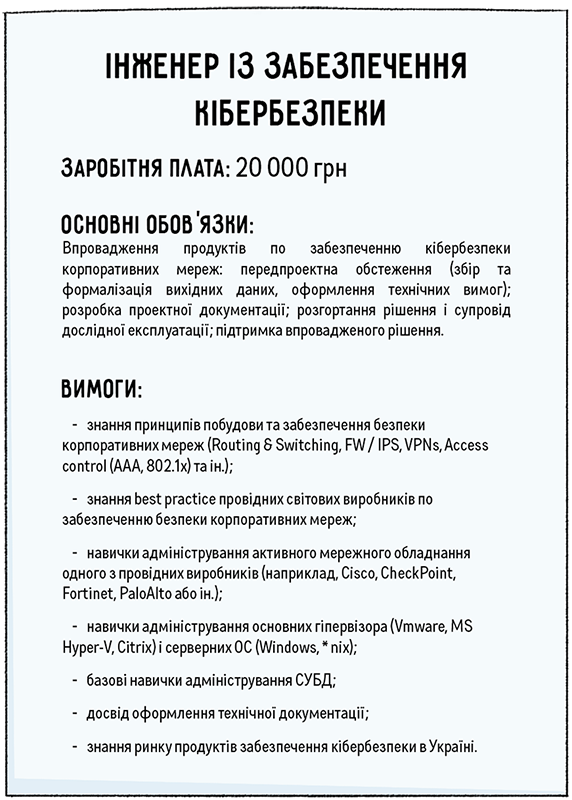 ІНЖЕНЕР ІЗ ЗАБЕЗПЕЧЕННЯ
КІБЕРБЕЗПЕКИ
ЗАРОБІТНЯ ПЛАТА: 20 000 грн
ОСНОВНІ ОБОВ'ЯЗКИ:
Впровадження продуктів по забезпеченню кібербезпеки
корпоративних мереж: передпроектна обстеження (збір та
формалізація вихідних даних, оформлення технічних вимог);
розробка проектної документації; розгортання рішення і супровід
дослідної експлуатації; підтримка впровадженого рішення.
ВИМОГИ:
- знання принципів побудови та забезпечення безпеки
корпоративних мереж (Routing & Switching, FW / IPS, VPNs, Access
control (AAA, 802.1x) та ін.);
- знання best practice провідних світових виробників по
забезпеченню безпеки корпоративних мереж;
- навички адміністрування активного мережного обладнання
одного з провідних виробників (наприклад, Cisco, CheckPoint,
Fortinet, PaloAlto або ін.);
- навички адміністрування основних гіпервізора (Vmware, MS
Hyper-V, Citrix) і серверних ОС (Windows, * nix);
- базові навички адміністрування СУБД;
- досвід оформлення технічної документації;
- знання ринку продуктів забезпечення кібербезпеки в Україні.